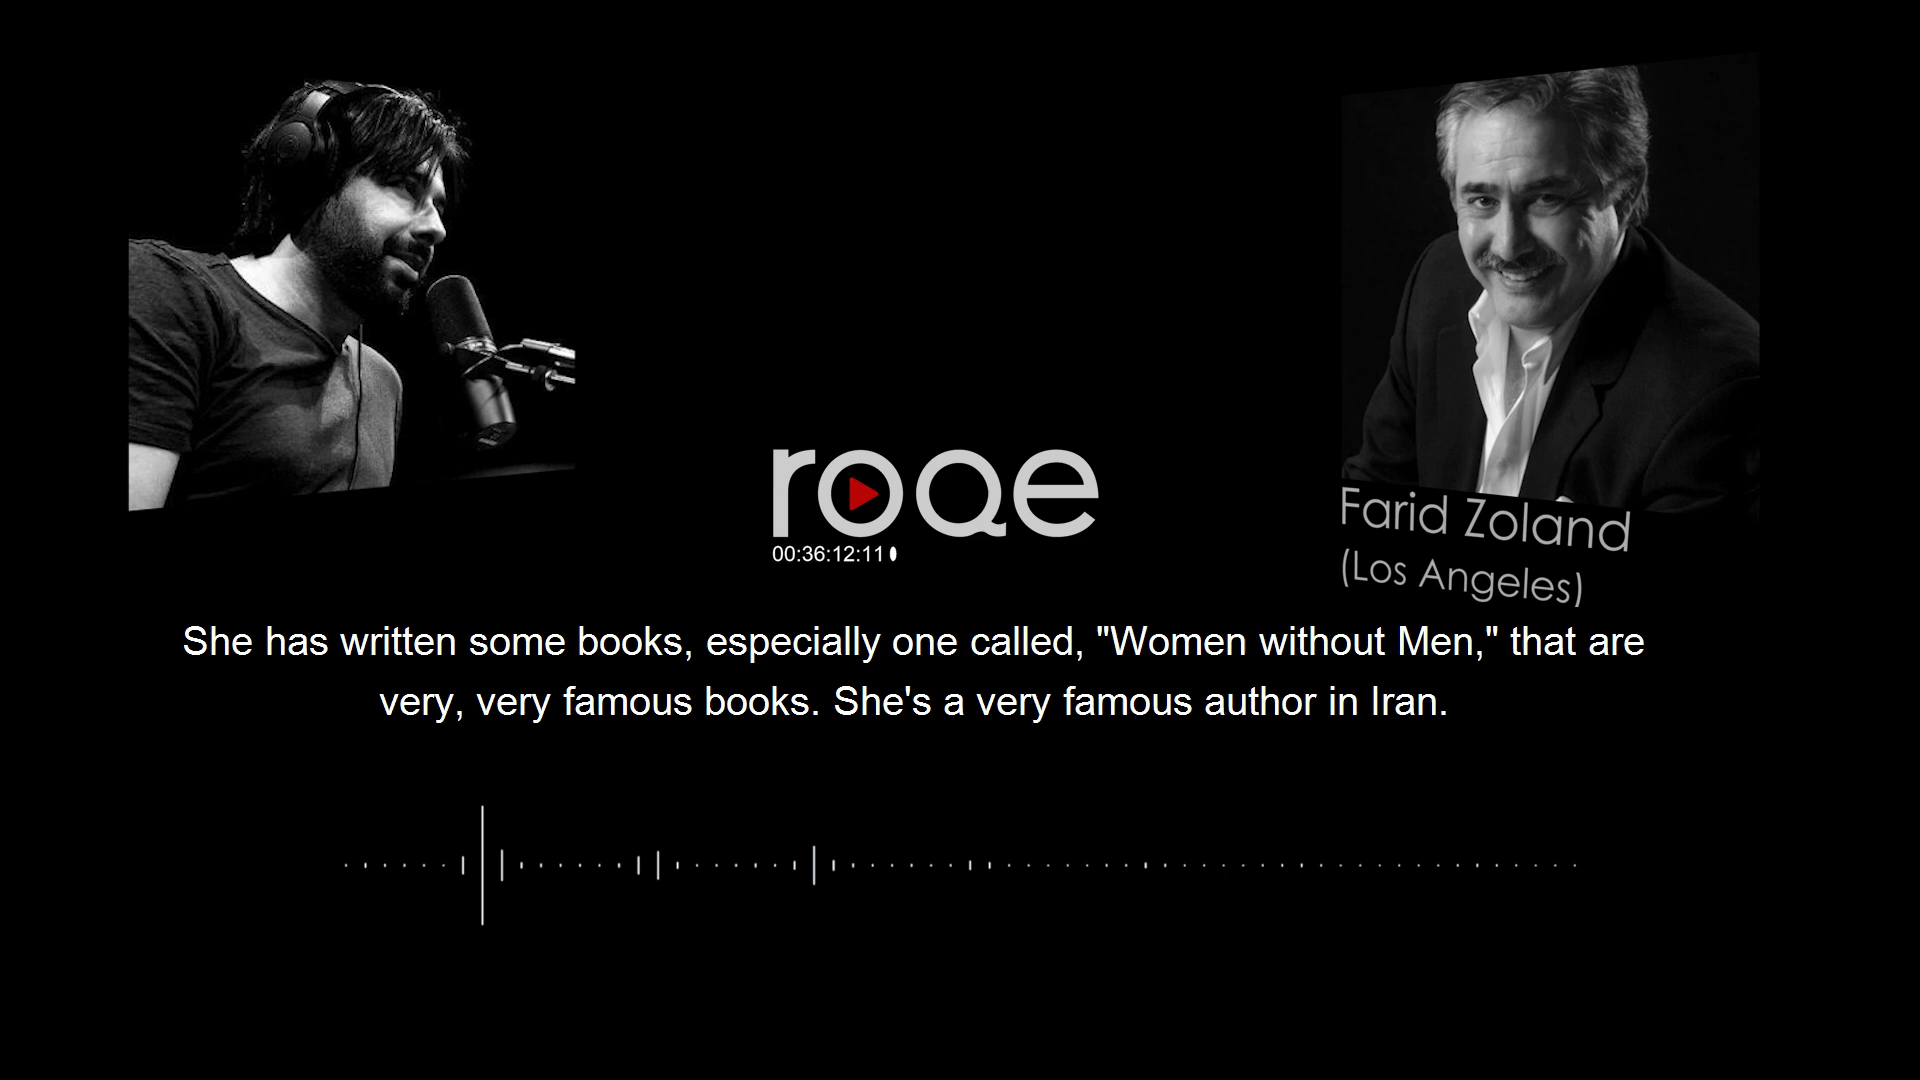 roqe
00:36:12:11
Farid Zoland
(Los Angeles)
She has written some books, especially one called, "Women without Men," that are
very, very famous books. She's a very famous author in Iran.